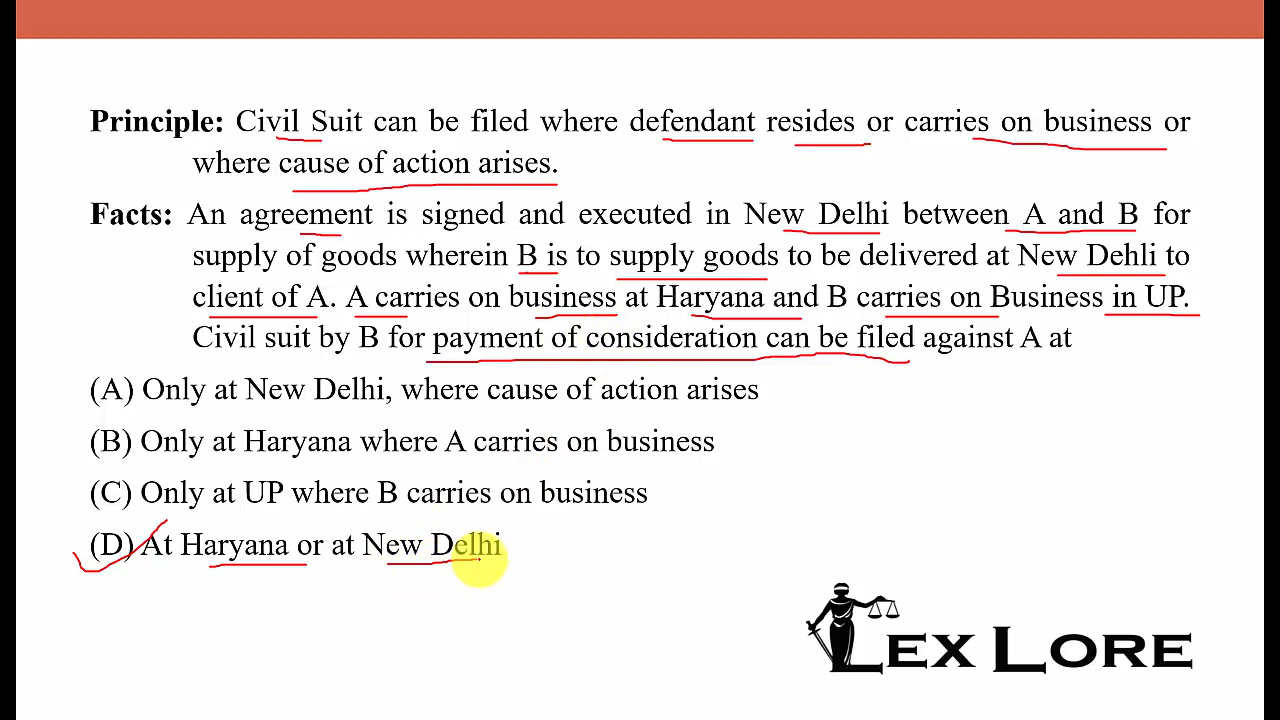 Principle: Civil Suit can be filed where defendant resides or carries on business or
where cause of action arises.
Facts: An agreement is signed and executed in New Delhi between A and B for
supply of goods wherein B is to supply goods to be delivered at New Dehli to
client of A. A carries on business at Haryana and B carries on Business in UP.
Civil suit by B for payment of consideration can be filed against A at
(A) Only at New Delhi, where cause of action arises
(B) Only at Haryana where A carries on business
(C) Only at UP where B carries on business
(D) At Haryana or at New Delhi
LEX LORE